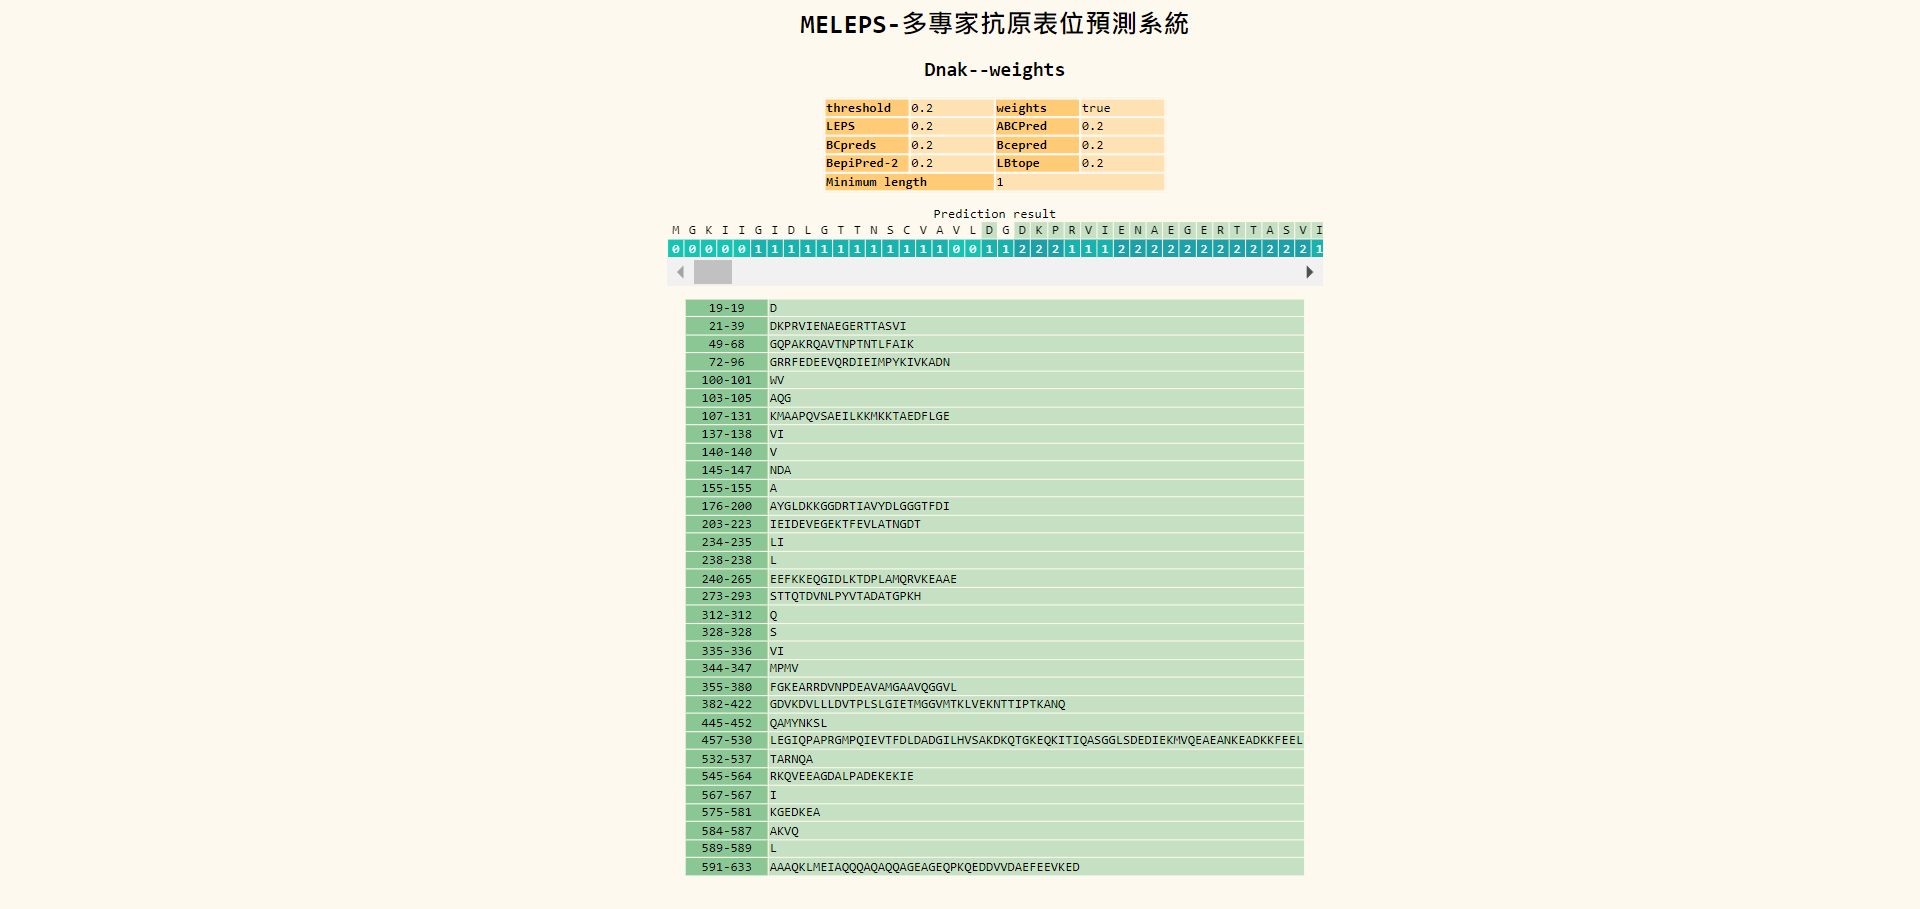 MELEPS-多專家抗原表位預測系統
Dnak--weights
threshold 0.2 weights true
LEPS 0.2 ABCPred 0.2
BCpreds 0.2 Bcepred 0.2
BepiPred-2 0.2 LBtope 0.2
Minimum length 1
Prediction result
M G K I I G I D L G T T N S C V A V L D G D K P R V I E N A E G E R T T A S V I
0 0 0 0 0 1 1 1 1 1 1 1 1 1 1 1 1 0 0 1 1 2 2 2 1 1 1 2 2 2 2 2 2 2 2 2 2 2 2 1
19-19 D
21-39 DKPRVIENAEGERTTASVI
49-68 GQPAKRQAVTNPTNTLFAIK
72-96 GRRFEDEEVQRDIEIMPYKIVKADN
100-101 WV
103-105 AQG
107-131 KMAAPQVSAEILKKMKKTAEDFLGE
137-138 VI
140-140 V
145-147 NDA
155-155 A
176-200 AYGLDKKGGDRTIAVYDLGGGTFDI
203-223 IEIDEVEGEKTFEVLATNGDT
234-235 LI
238-238 L
240-265 EEFKKEQGIDLKTDPLAMQRVKEAAE
273-293 STTQTDVNLPYVTADATGPKH
312-312 Q
328-328 S
335-336 VI
344-347 MPMV
355-380 FGKEARRDVNPDEAVAMGAAVQGGVL
382-422 GDVKDVLLLDVTPLSLGIETMGGVMTKLVEKNTTIPTKANQ
445-452 QAMYNKSL
457-530 LEGIQPAPRGMPQIEVTFDLDADGILHVSAKDKQTGKEQKITIQASGGLSDEDIEKMVQEAEANKEADKKFEEL
532-537 TARNQA
545-564 RKQVEEAGDALPADEKEKIE
567-567 I
575-581 KGEDKEA
584-587 AKVQ
589-589 L
591-633 AAAQKLMEIAQQQAQAQQAGEAGEQPKQEDDVVDAEFEEVKED